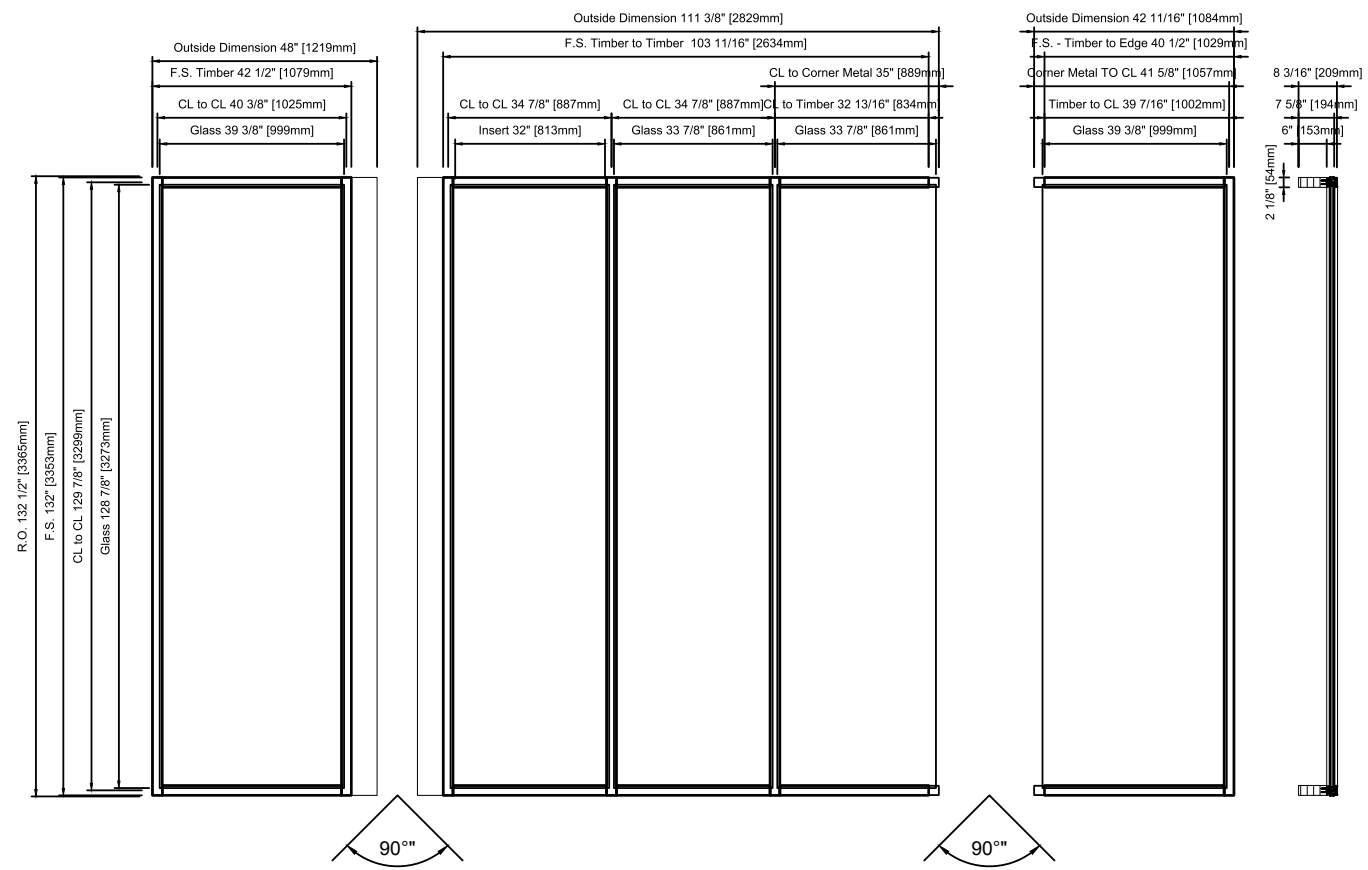 Outside Dimension 48" [1219mm]
F.S. Timber 42 1/2" [1079mm]
CL to CL 40 3/8" [1025mm]
Glass 39 3/8" [999mm]
Outside Dimension 111 3/8" [2829mm]
F.S. Timber to Timber  103 11/16" [2634mm]
CL to Corner Metal 35" [889mm]
CL to CL 34 7/8" [887mm]
CL to CL 34 7/8" [887mm]
CL to Timber 32 13/16" [834mm]
Insert 32" [813mm]
Glass 33 7/8" [861mm]
Glass 33 7/8" [861mm]
Outside Dimension 42 11/16" [1084mm]
F.S. - Timber to Edge 40 1/2" [1029mm]
Corner Metal TO CL 41 5/8" [1057mm]
Timber to CL 39 7/16" [1002mm]
Glass 39 3/8" [999mm]
8 3/16" [209mm]
7 5/8" [194mm]
6" [153mm]
2 1/8" [54mm]
R.O. 132 1/2" [3365mm]
F.S. 132" [3353mm]
CL to CL 129 7/8" [3299mm]
Glass 128 7/8" [3273mm]
90°"
90°"